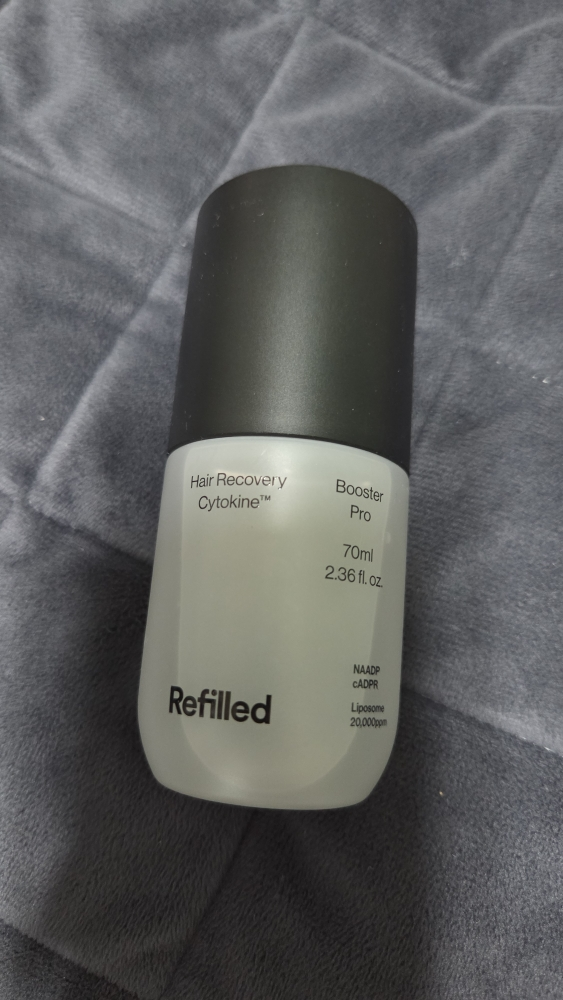 Hair Recovery
Cytokine™
Booster
Pro
70ml
2.36 fl. oz.
NAADP
cADPR
Liposome
20,000ppm
Refilled